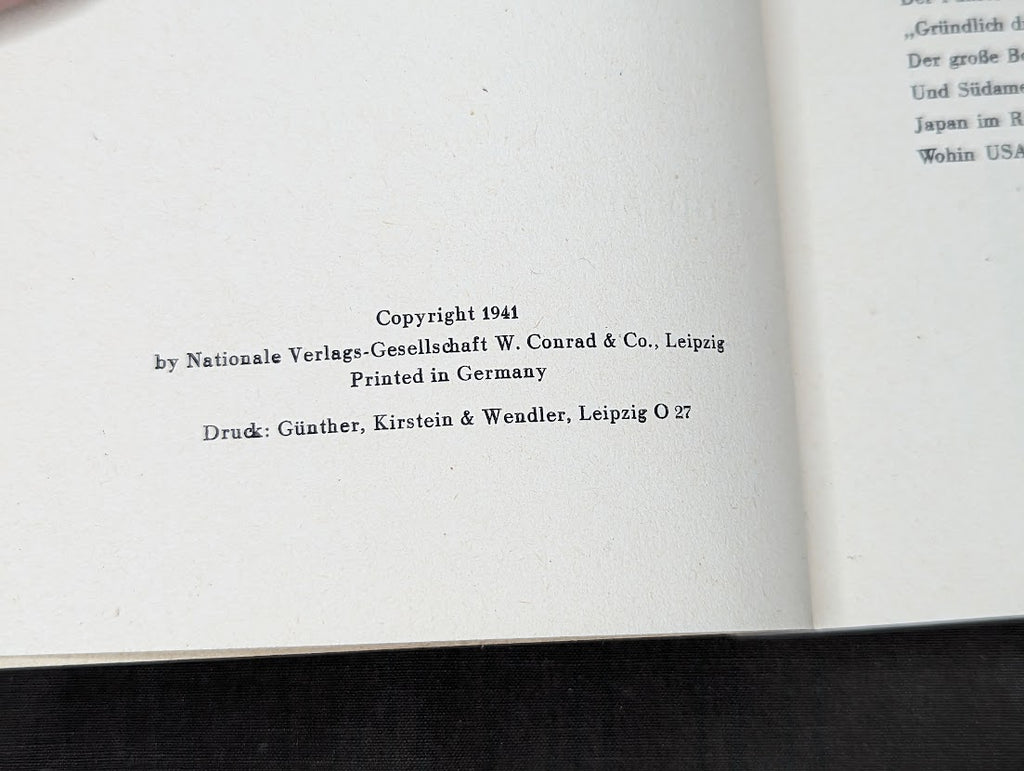 Copyright 1941
by Nationale Verlags-Gesellschaft W. Conrad & Co., Leipzig
Printed in Germany
Druck: Günther, Kirstein & Wendler, Leipzig O 27
„Gründlich
Der große
Und
Japan im
Wohin USA